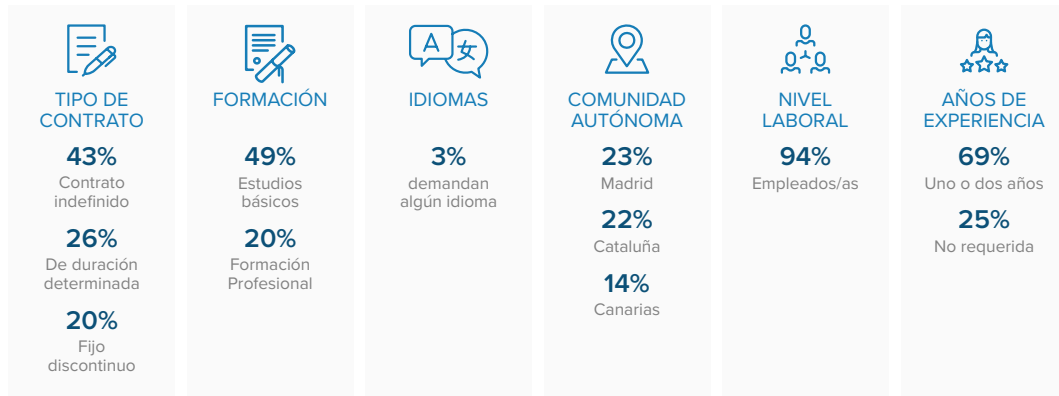 A
女
TIPO DE
CONTRATO
43%
Contrato
indefinido
26%
De duración
determinada
20%
Fijo
discontinuo
FORMACIÓN
49%
Estudios
básicos
20%
Formación
Profesional
IDIOMAS
3%
demandan
algún idioma
COMUNIDAD
AUTÓNOMA
23%
Madrid
22%
Cataluña
14%
Canarias
NIVEL
LABORAL
94%
Empleados/as
AÑOS DE
EXPERIENCIA
69%
Uno o dos años
25%
No requerida